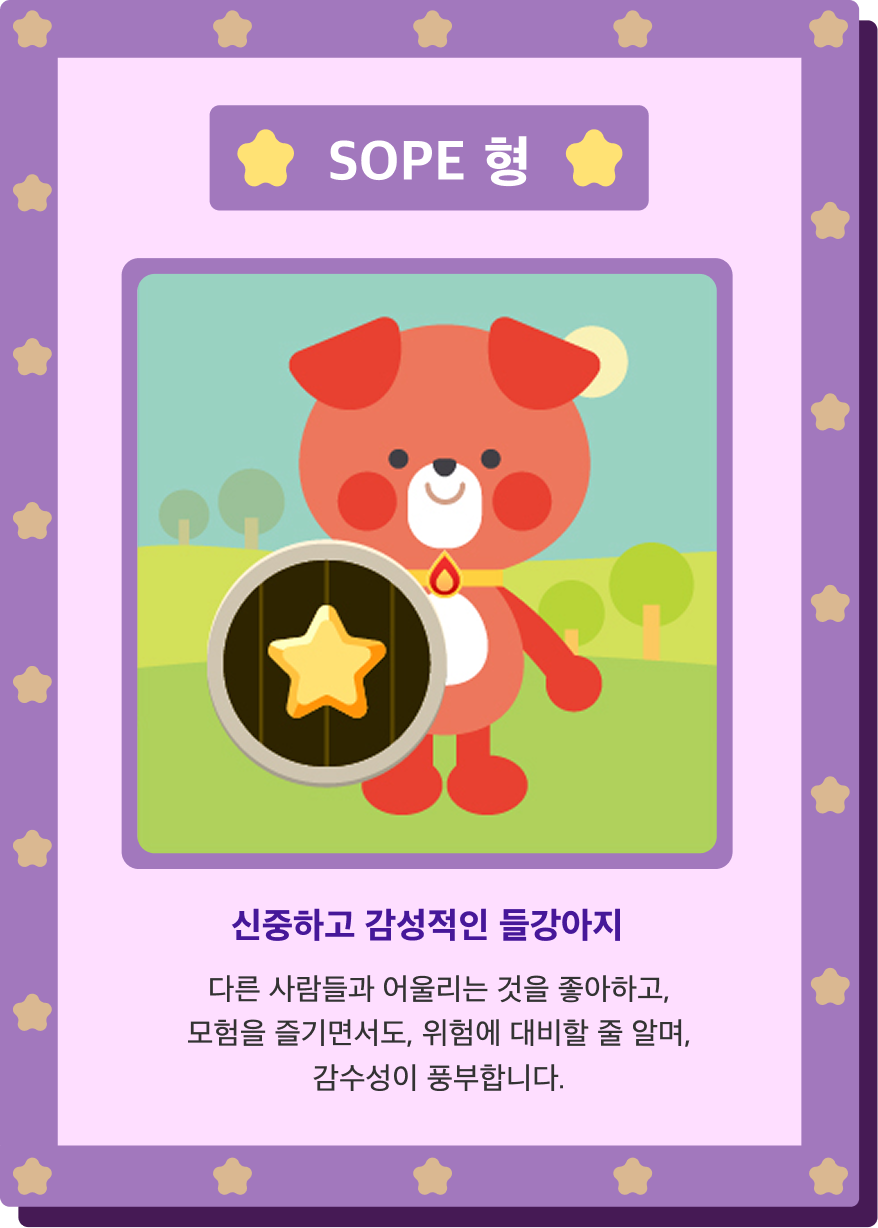 SOPE 형
신중하고 감성적인 들강아지
다른 사람들과 어울리는 것을 좋아하고,
모험을 즐기면서도, 위험에 대비할 줄 알며,
감수성이 풍부합니다.